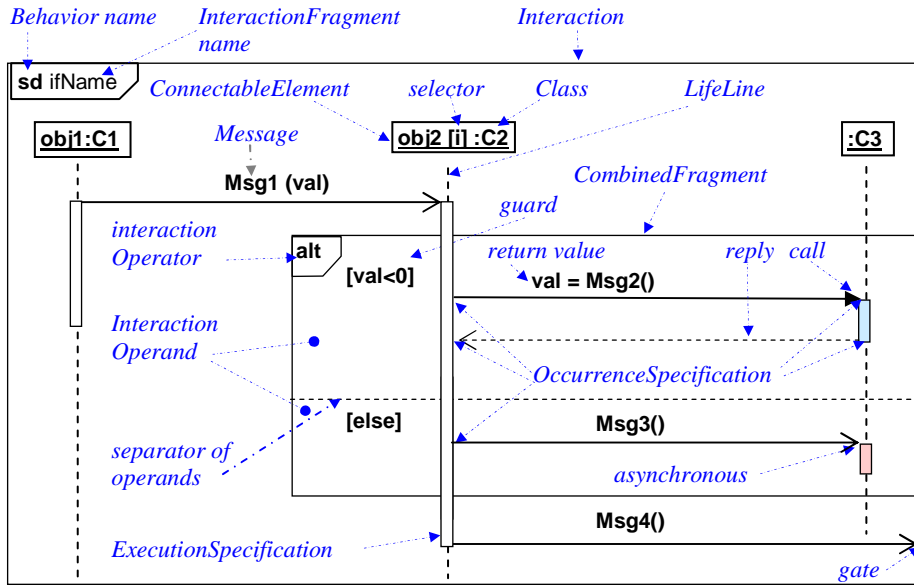 Behavior name
InteractionFragment
name
Interaction
sd ifName
ConnectableElement
selector
Class
LifeLine
obj1:C1
Message
obj2 [i] :C2
:C3
Msg1 (val)
CombinedFragment
guard
interaction
Operator
alt
[val<0]
return value
reply call
val = Msg2()
Interaction
Operand
OccurrenceSpecification
[else]
Msg3()
separator of
operands
asynchronous
Msg4()
ExecutionSpecification
gate